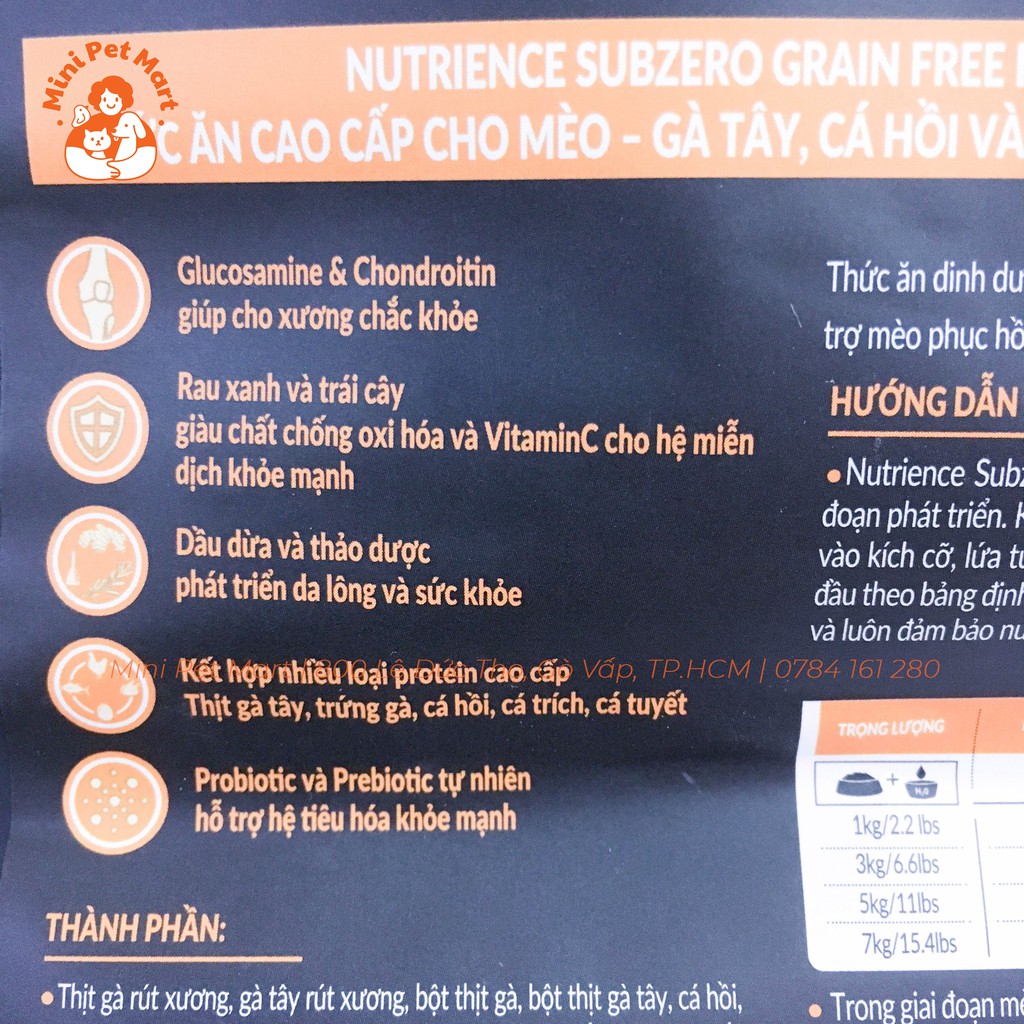 Mini Pet Mart
NUTRIENCE SUBZERO GRAIN FREE
ĂN CAO CẤP CHO MÈO - GÀ TÂY, CÁ HỒI VÀ
Glucosamine & Chondroitin
giúp cho xương chắc khỏe
Rau xanh và trái cây
giàu chất chống oxi hóa và VitaminC cho hệ miễn
dịch khỏe mạnh
Dầu dừa và thảo dược
phát triển da lông và sức khỏe
Kết hợp nhiều loại protein cao cấp
Thịt gà tây, trứng gà, cá hồi, cá trích, cá tuyết
Probiotic và Prebiotic tự nhiên
hỗ trợ hệ tiêu hóa khỏe mạnh
THÀNH PHẦN:
• Thịt gà rút xương, gà tây rút xương, bột thịt gà, bột thịt gà tây, cá hồi,
Thức ăn dinh
trợ mèo phục
HƯỚNG DẪN
• Nutrience
đoạn phát triển.
vào kích cỡ, lứa
đầu theo bảng định
và luôn đảm bảo
Mini Pet Mart Gò Vấp, TP.HCM | 0784 161 280
TRỌNG LƯỢNG
+ H₂O
1kg/2.2 lbs
3kg/6.6lbs
5kg/11lbs
7kg/15.4lbs
• Trong giai đoạn